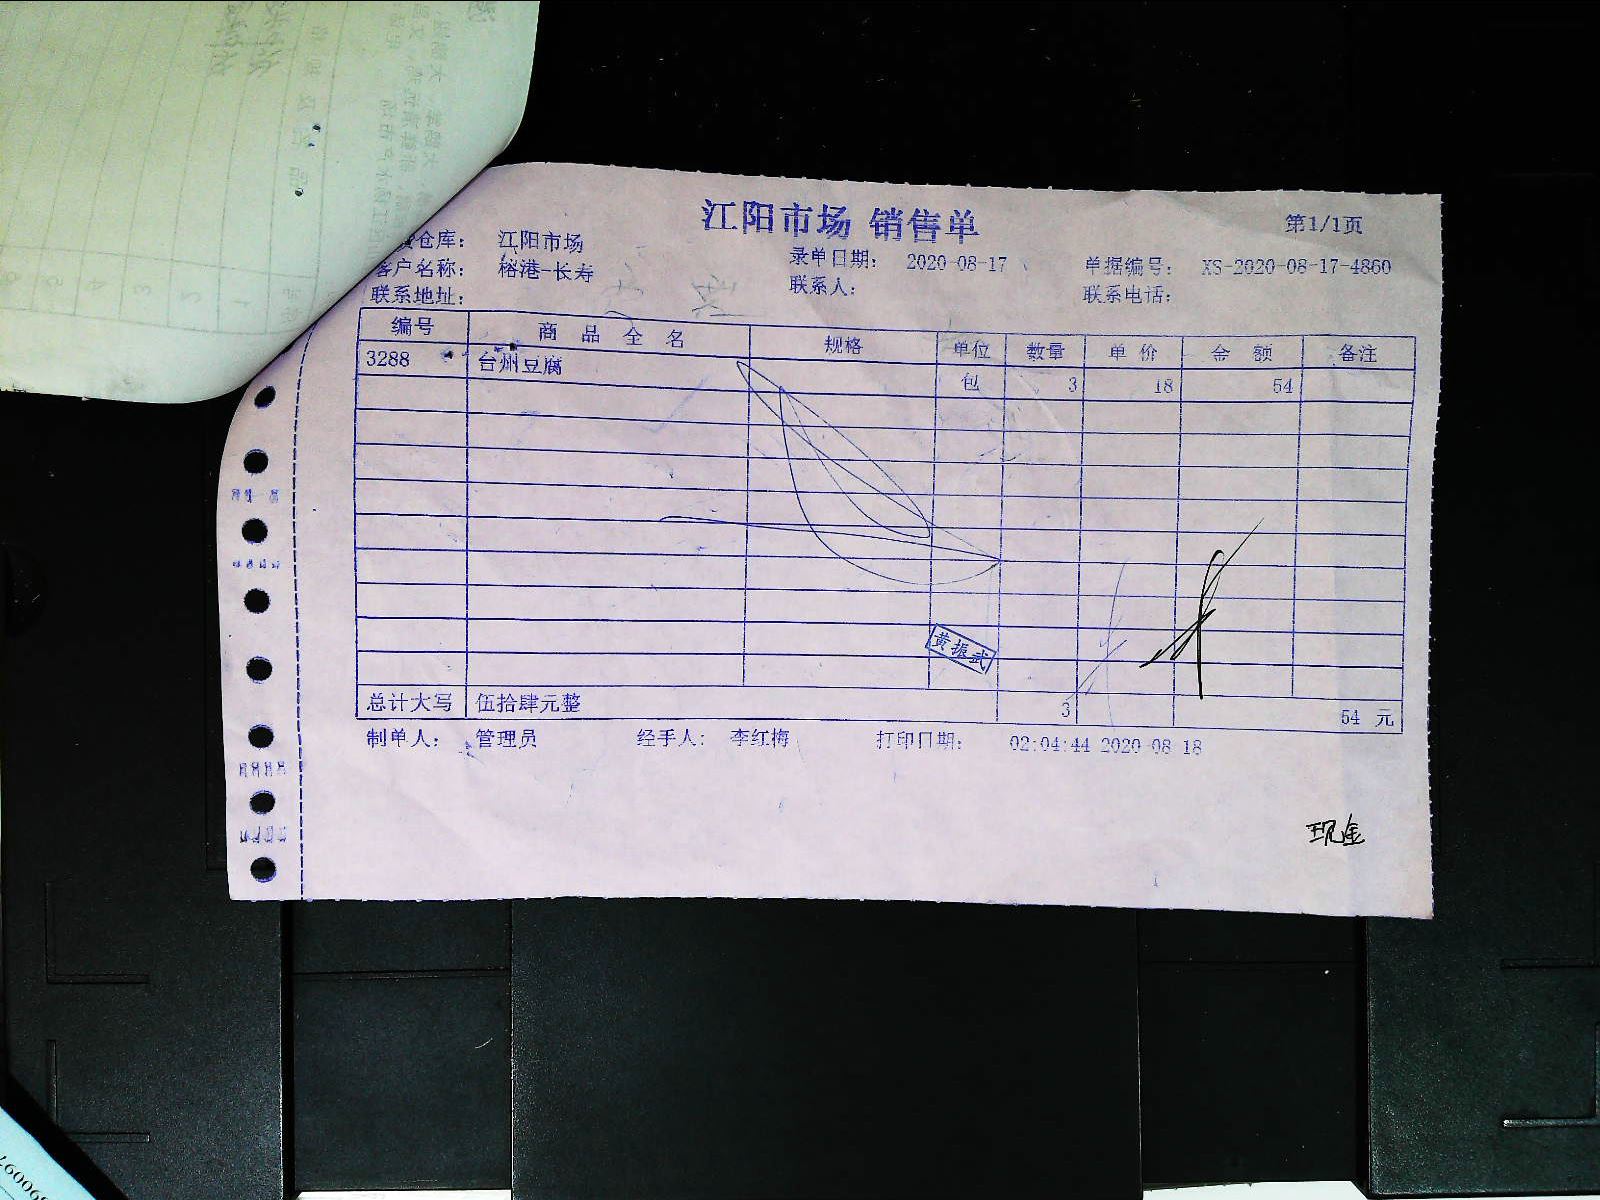 江阳市场 销售单
第1/1页
仓库： 江阳市场
客户名称： 榕港-长寿
录单日期： 2020-08-17
单据编号： XS-2020-08-17-4860
联系地址：
联系人：
联系电话：
编号 商品全名 规格 单位 数量 单价 金额 备注
3288 台州豆腐 包 3 18 54
黄振武
总计大写 伍拾肆元整 3 54 元
制单人： 管理员 经手人： 李红梅 打印日期： 02:04:44 2020-08-18
现金